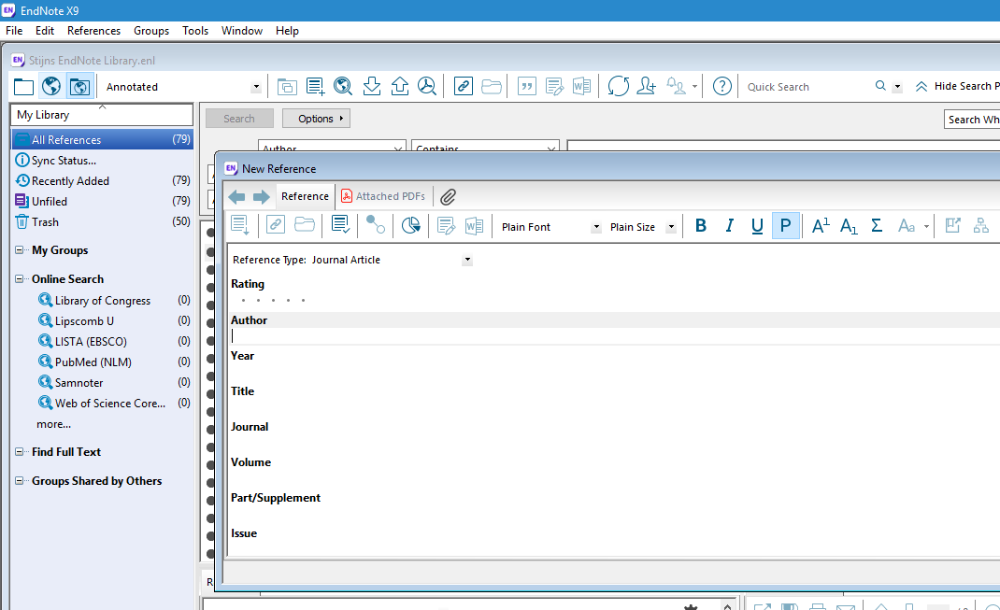 EN EndNote X9
File Edit References Groups Tools Window Help
EN Stijns EndNote Library.enl
Annotated
Quick Search
Hide Search P
My Library
Search
Options
Search Wh
All References (79)
Author
Contains
Sync Status...
Recently Added (79)
Unfiled (79)
Trash (50)
My Groups
Online Search
Library of Congress (0)
Lipscomb U (0)
LISTA (EBSCO) (0)
PubMed (NLM) (0)
Samnoter (0)
Web of Science Core... (0)
more...
Find Full Text
Groups Shared by Others
EN New Reference
Reference
Attached PDFs
Plain Font
Plain Size
B I U P A1 A1 Σ Aa
Reference Type: Journal Article
Rating
Author
Year
Title
Journal
Volume
Part/Supplement
Issue
R